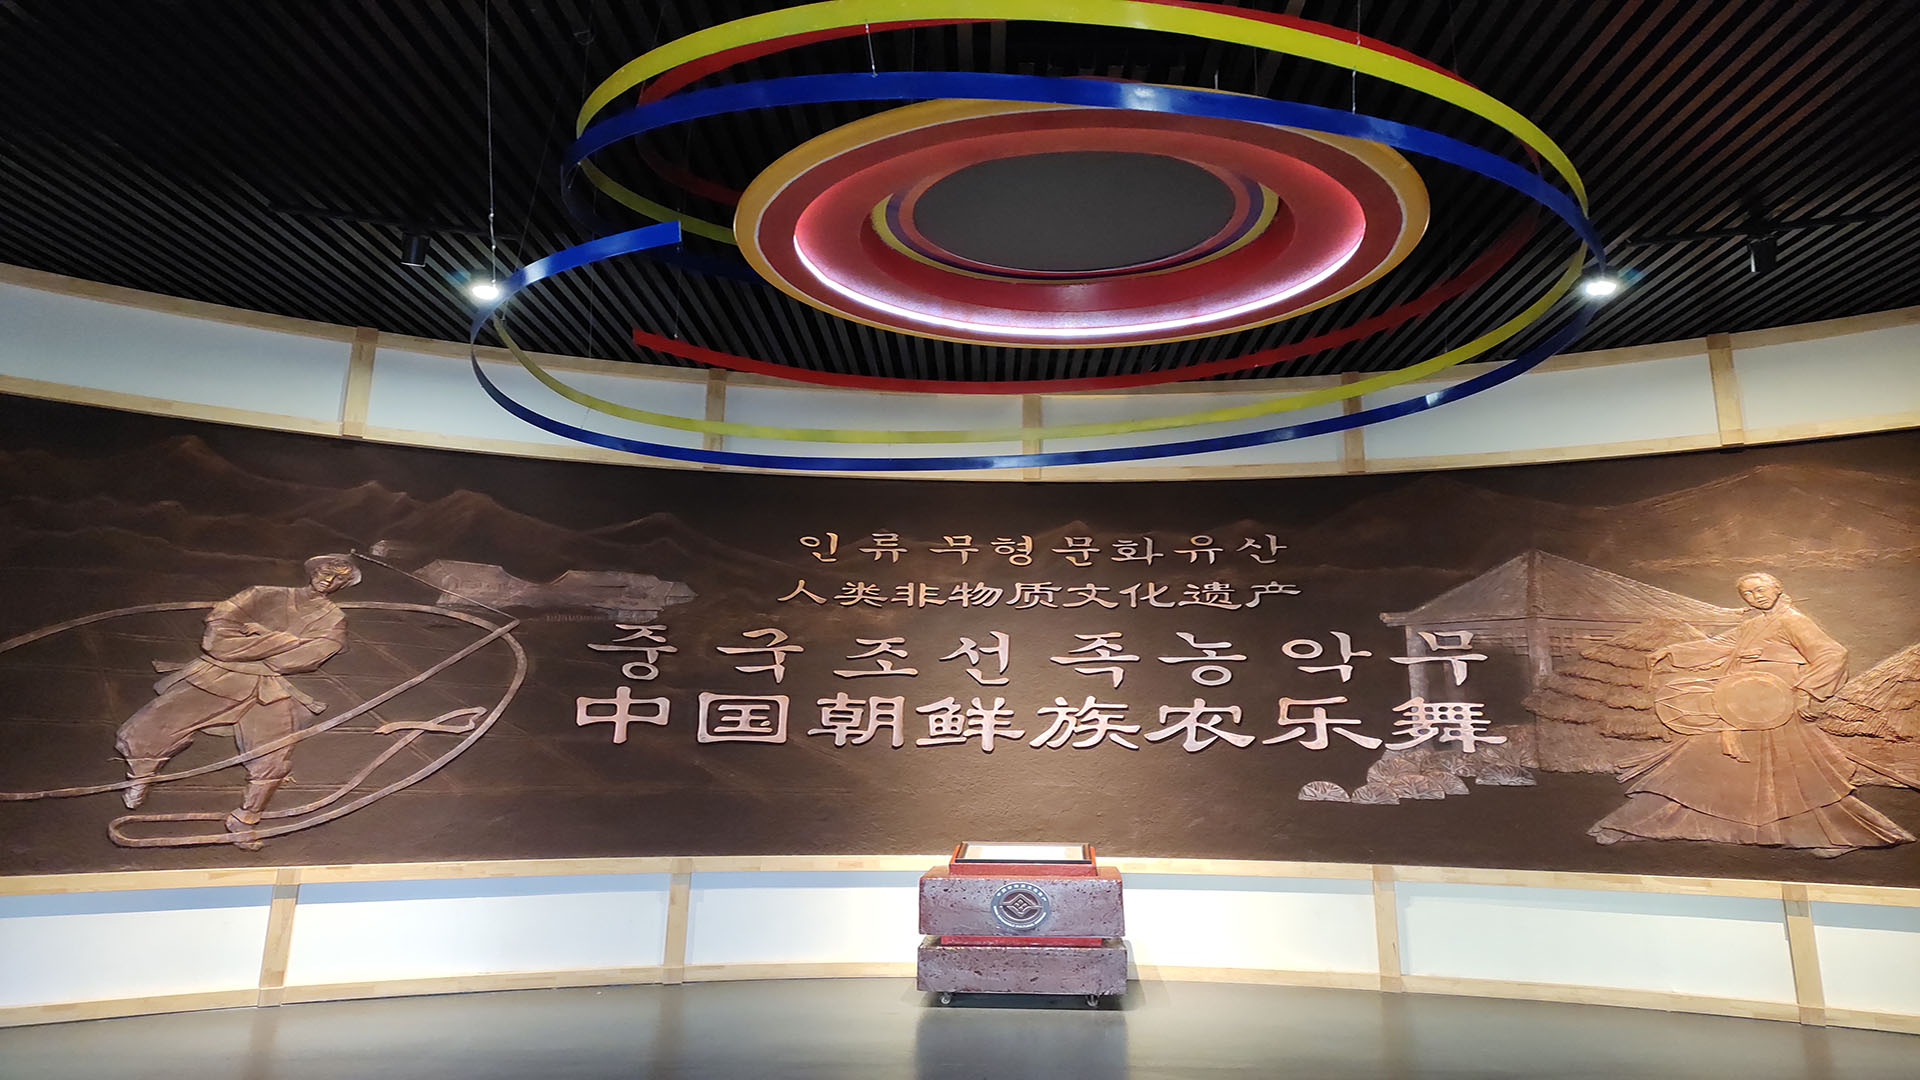 인류 무형문화유산
人类非物质文化遗产
중국조선족농악무
中国朝鲜族农乐舞